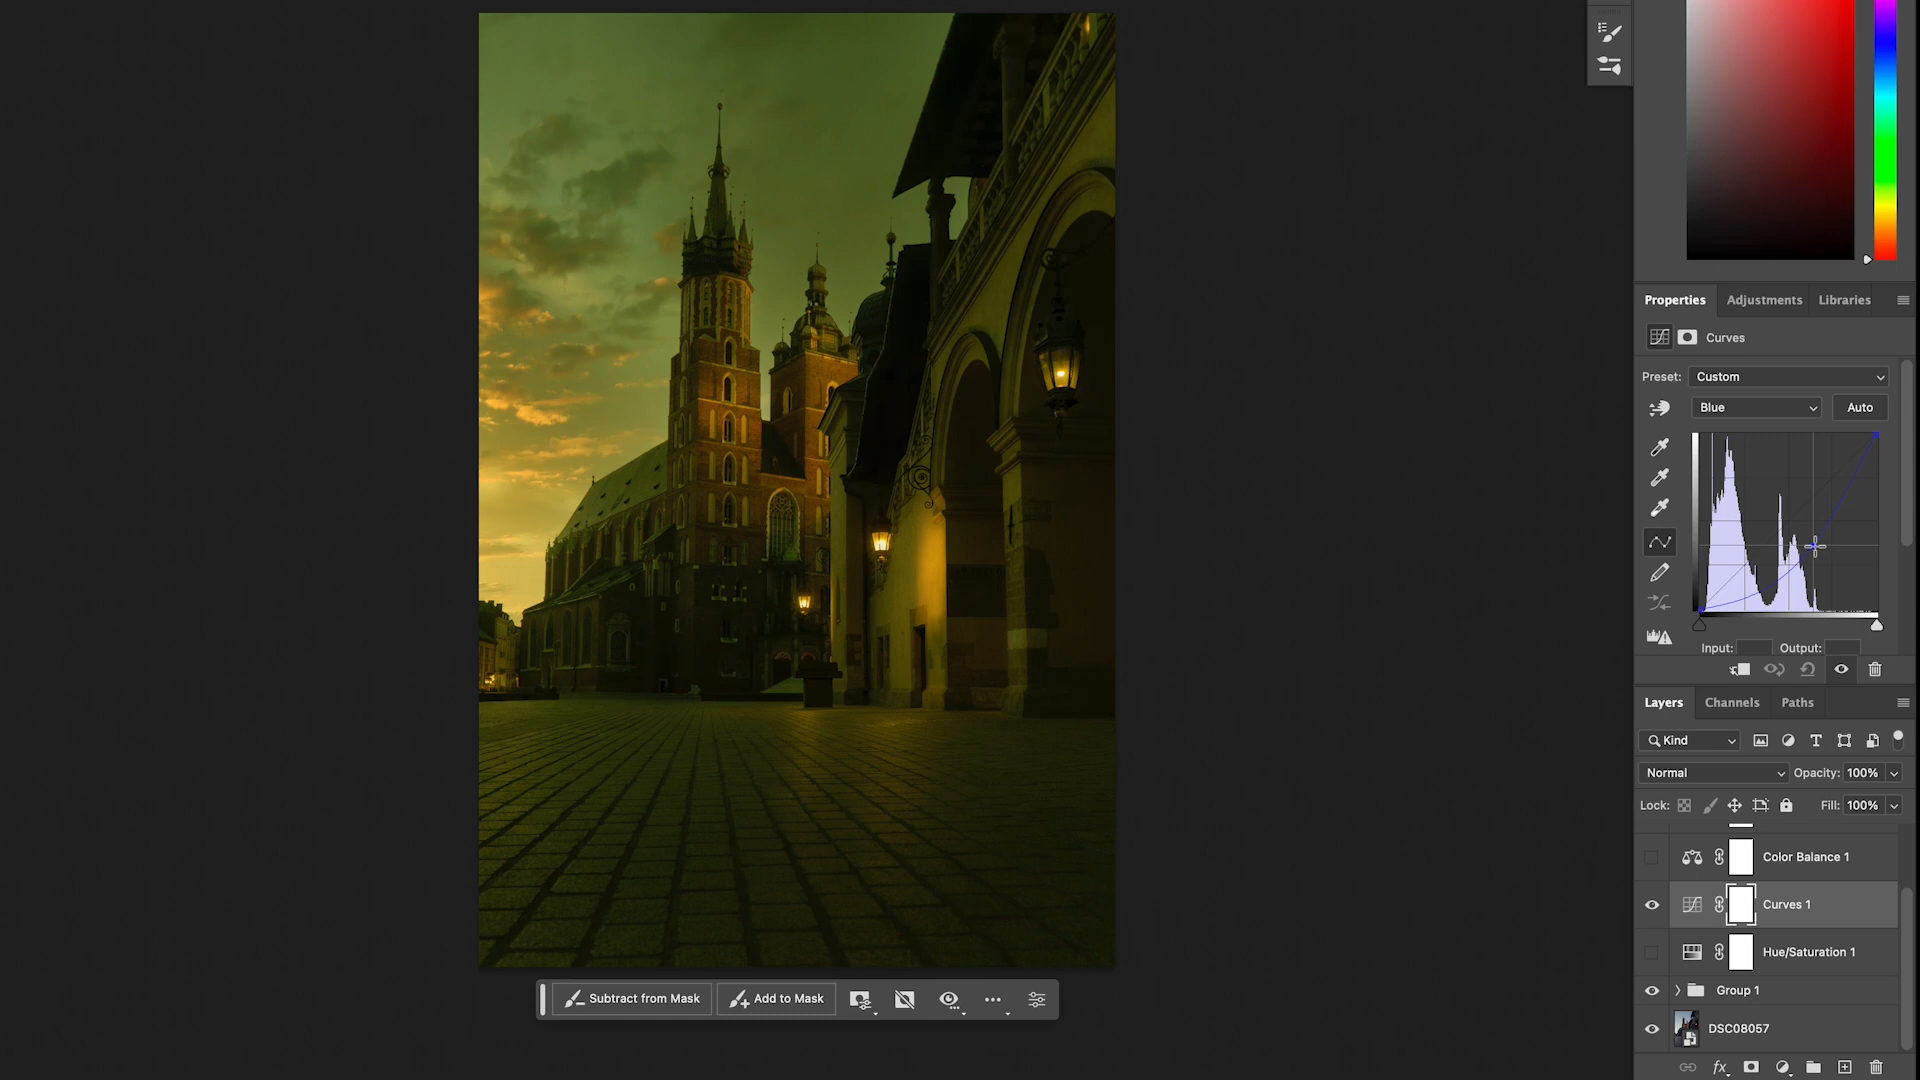 Properties
Adjustments
Libraries
Curves
Preset:
Custom
Blue
Auto
Input:
Output:
Layers
Channels
Paths
Kind
Normal
Opacity:
100%
Lock:
Fill:
100%
Color Balance 1
Curves 1
Hue/Saturation 1
Group 1
DSC08057
fx
Subtract from Mask
Add to Mask